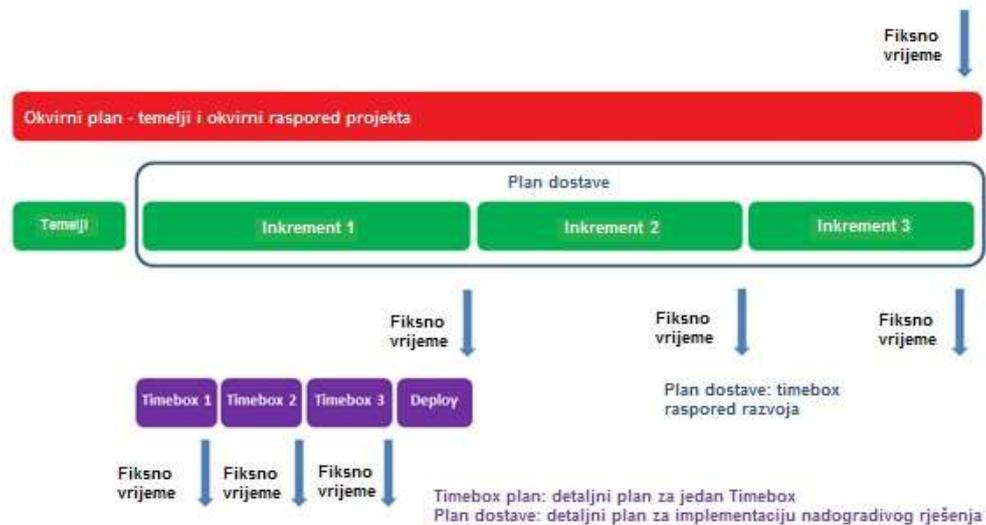 Fiksno
vrijeme
Okvirni plan - temelji i okvirni raspored projekta
Plan dostave
Temelji
Inkrement 1
Inkrement 2
Inkrement 3
Fiksno
vrijeme
Fiksno
vrijeme
Fiksno
vrijeme
Timebox 1
Timebox 2
Timebox 3
Deploy
Plan dostave: timebox
raspored razvoja
Fiksno
vrijeme
Fiksno
vrijeme
Fiksno
vrijeme
Timebox plan: detaljni plan za jedan Timebox
Plan dostave: detaljni plan za implementaciju nadogradivog rješenja